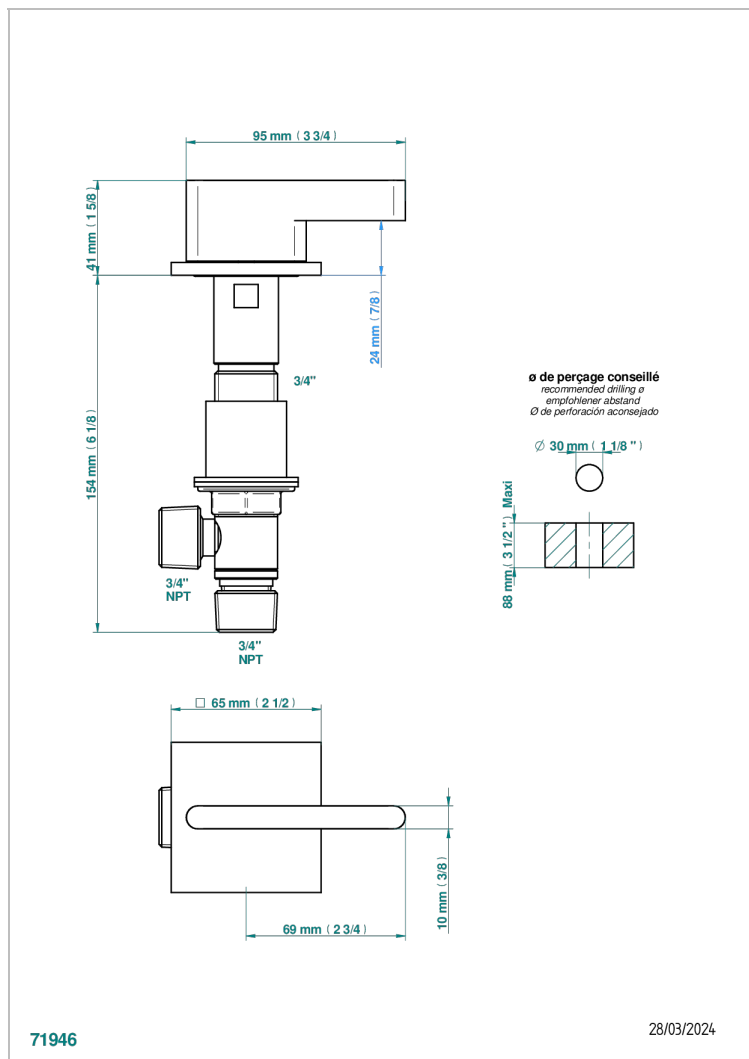 95 mm ( 3 3/4 )
41 mm ( 1 5/8 )
24 mm ( 7/8 )
3/4"
154 mm ( 6 1/8 )
3/4"
NPT
3/4"
NPT
ø de perçage conseillé
recommended drilling ø
empfohlener abstand
Ø de perforación aconsejado
∅ 30 mm ( 1 1/8 " )
88 mm ( 3 1/2 " ) Maxi
□ 65 mm ( 2 1/2 )
10 mm ( 3/8 )
69 mm ( 2 3/4 )
71946
28/03/2024